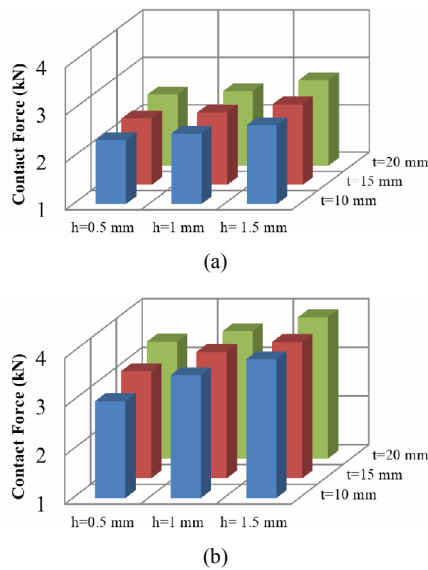 Contact Force (kN)
4
3
2
1
t=20 mm
t=15 mm
t=10 mm
h=0.5 mm h=1 mm h= 1.5 mm
(a)
Contact Force (kN)
4
3
2
1
t=20 mm
t=15 mm
t=10 mm
h=0.5 mm h=1 mm h= 1.5 mm
(b)